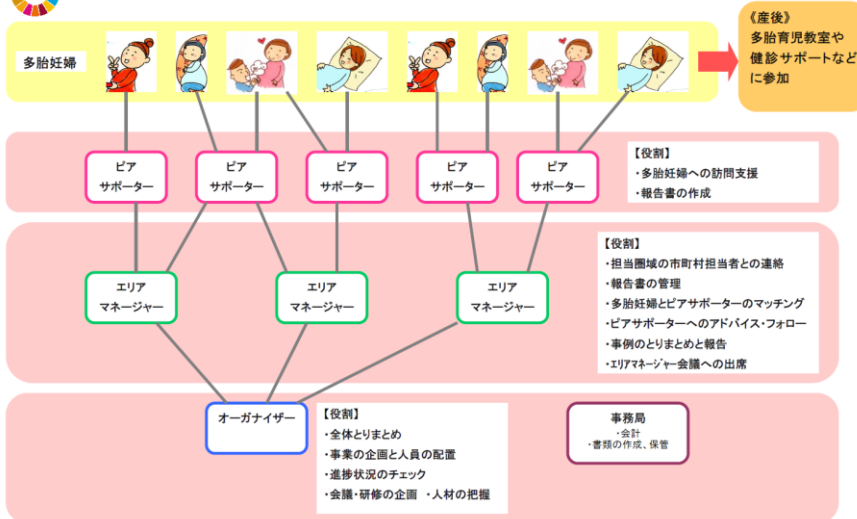 《産後》
多胎育児教室や
健診サポートなど
に参加
多胎妊婦
ピア
サポーター
ピア
サポーター
ピア
サポーター
ピア
サポーター
ピア
サポーター
【役割】
・多胎妊婦への訪問支援
・報告書の作成
エリア
マネージャー
エリア
マネージャー
エリア
マネージャー
【役割】
・担当圏域の市町村担当者との連絡
・報告書の管理
・多胎妊婦とピアサポーターのマッチング
・ピアサポーターへのアドバイス・フォロー
・事例のとりまとめと報告
・エリアマネージャー会議への出席
オーガナイザー
【役割】
・全体とりまとめ
・事業の企画と人員の配置
・進捗状況のチェック
・会議・研修の企画 ・人材の把握
事務局
・会計
・書類の作成、保管